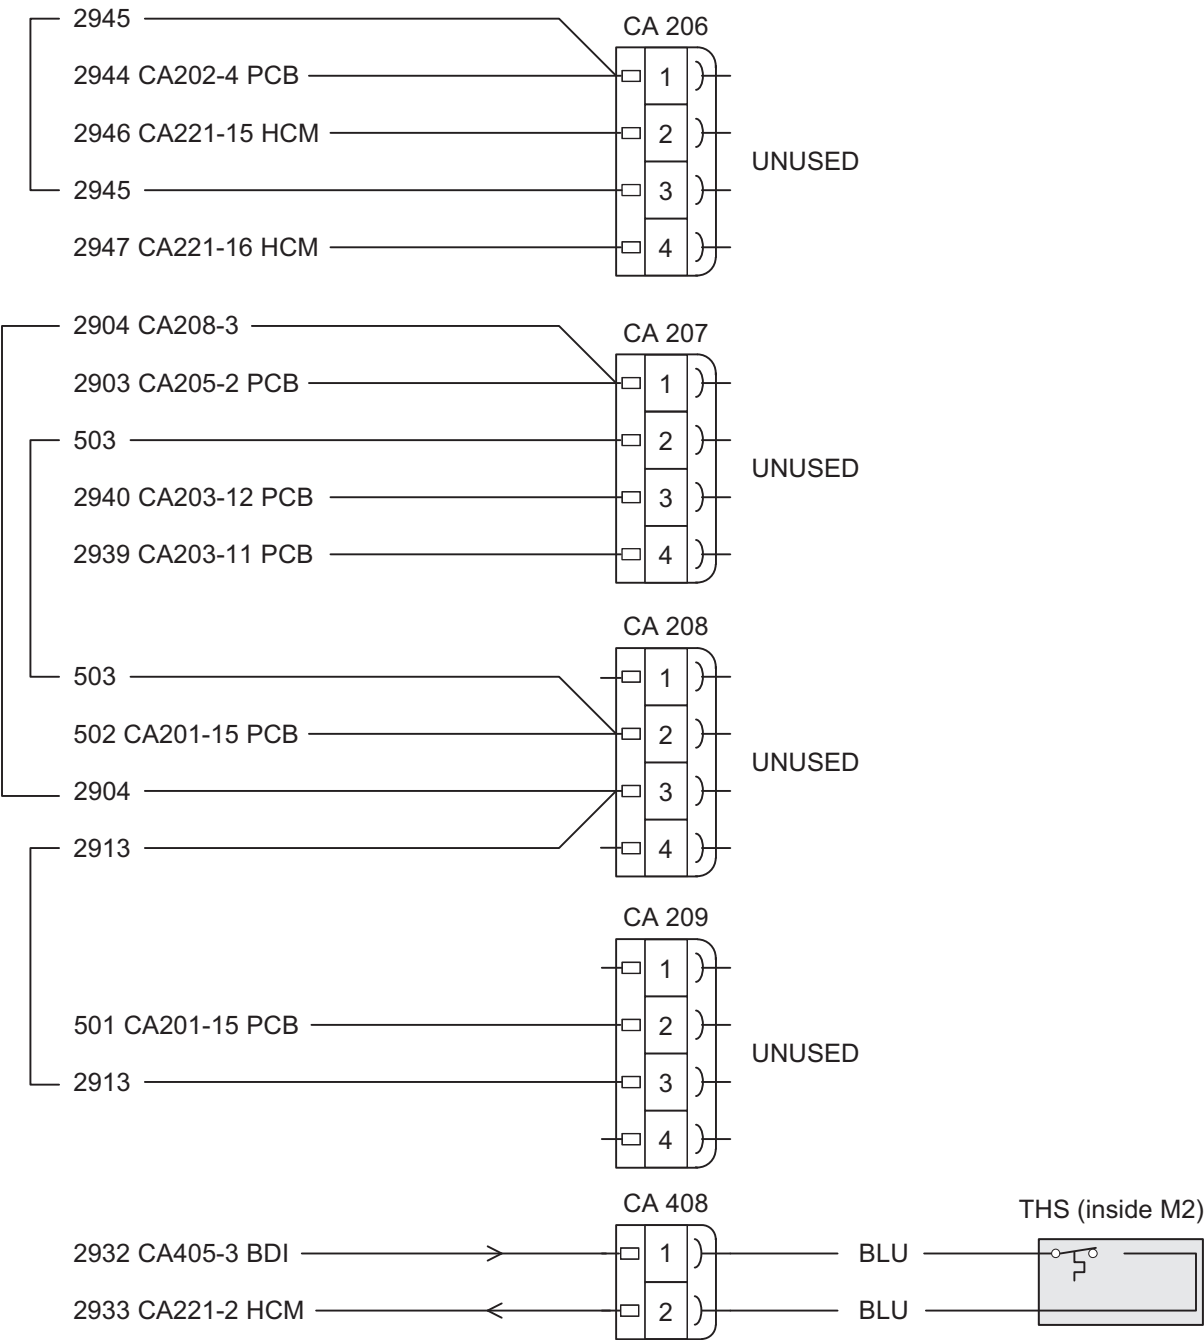 2945
CA 206
2944 CA202-4 PCB
1
2946 CA221-15 HCM
2
UNUSED
2945
3
2947 CA221-16 HCM
4
2904 CA208-3
CA 207
2903 CA205-2 PCB
1
503
2
UNUSED
2940 CA203-12 PCB
3
2939 CA203-11 PCB
4
CA 208
503
1
502 CA201-15 PCB
2
UNUSED
2904
3
2913
4
CA 209
1
501 CA201-15 PCB
2
UNUSED
2913
3
4
CA 408
THS (inside M2)
2932 CA405-3 BDI
1
BLU
2933 CA221-2 HCM
2
BLU